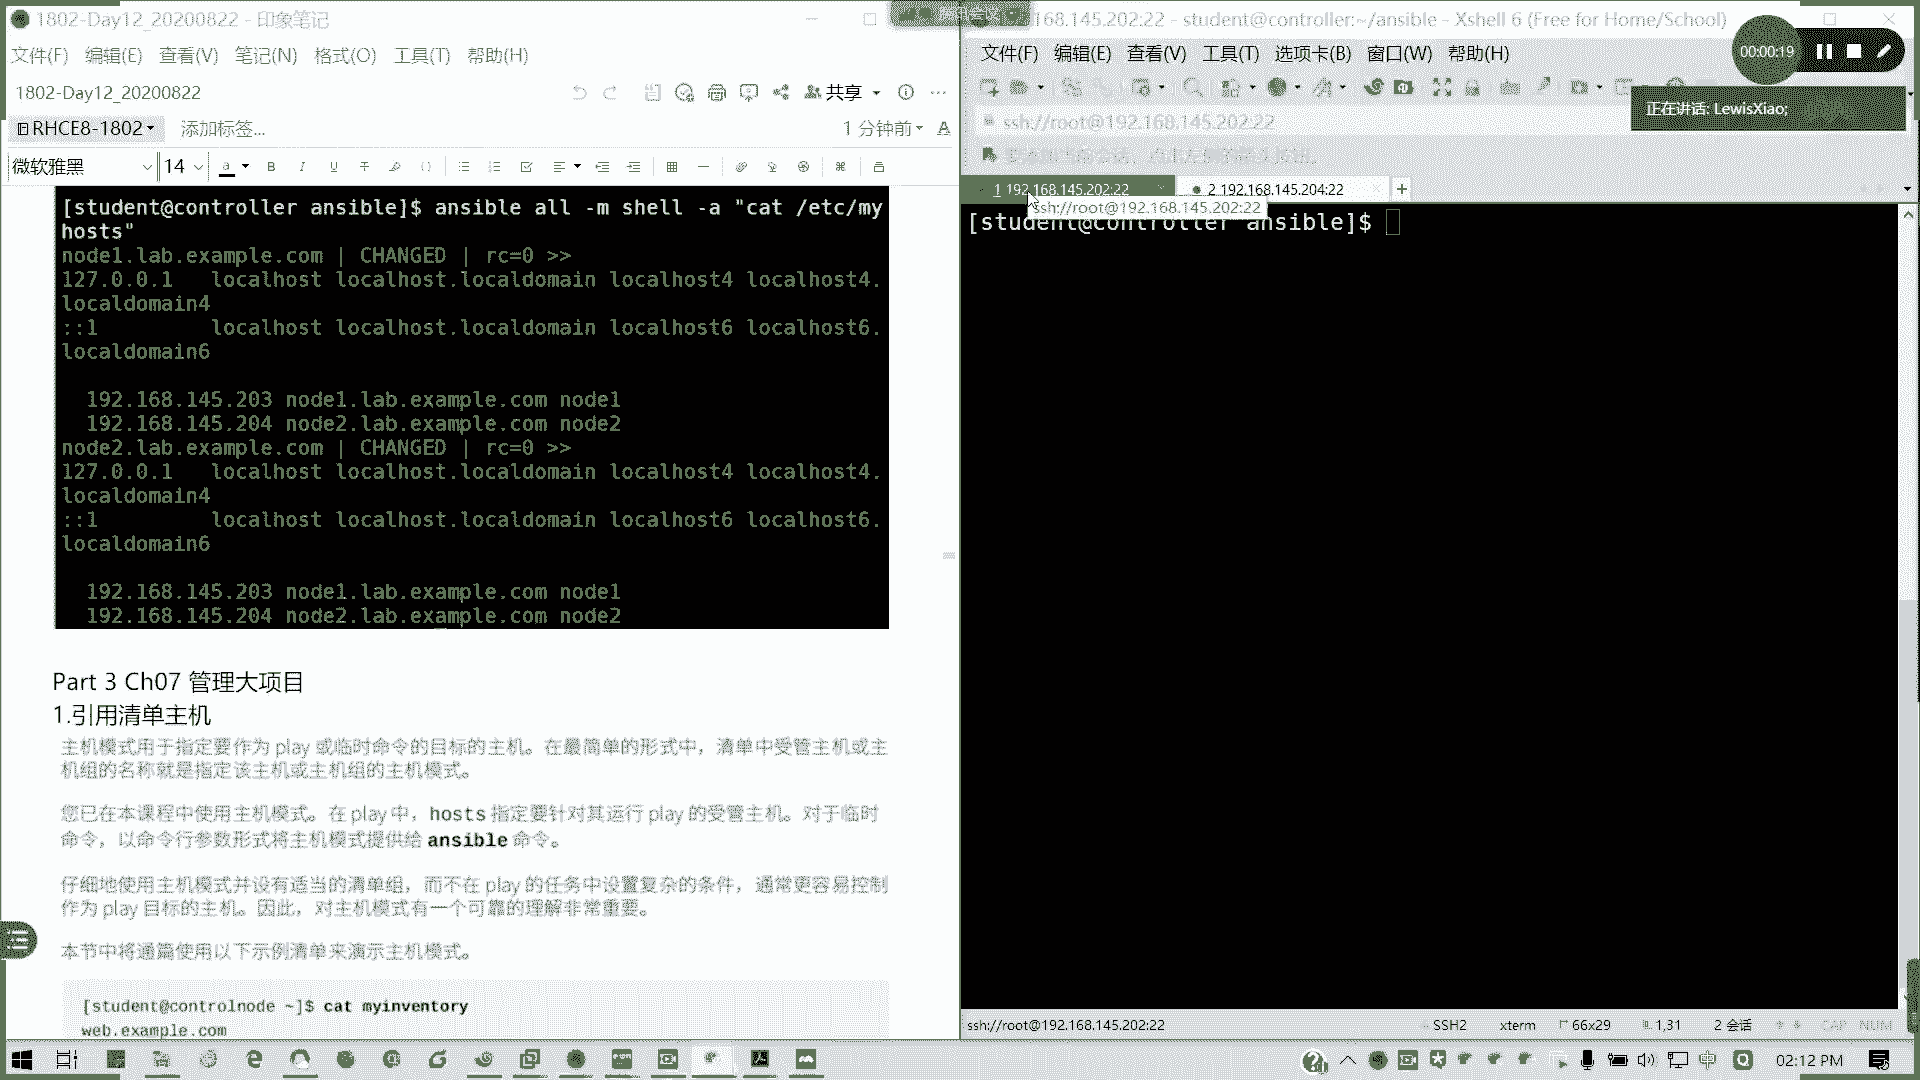 1802-Day12_20200822 - 印象笔记
文件(F) 编辑(E) 查看(V) 笔记(N) 格式(O) 工具(T) 帮助(H)
1802-Day12_20200822
共享
RHCE8-1802
添加标签...
1 分钟前
微软雅黑
14
[student@controller ansible]$ ansible all -m shell -a "cat /etc/my
hosts"
node1.lab.example.com | CHANGED | rc=0 >>
127.0.0.1   localhost localhost.localdomain localhost4 localhost4.
localdomain4
::1         localhost localhost.localdomain localhost6 localhost6.
localdomain6
192.168.145.203 node1.lab.example.com node1
192.168.145.204 node2.lab.example.com node2
node2.lab.example.com | CHANGED | rc=0 >>
127.0.0.1   localhost localhost.localdomain localhost4 localhost4.
localdomain4
::1         localhost localhost.localdomain localhost6 localhost6.
localdomain6
192.168.145.203 node1.lab.example.com node1
192.168.145.204 node2.lab.example.com node2
Part 3 Ch07 管理大项目
1.引用清单主机
主机模式用于指定要作为 play 或临时命令的目标的主机。在最简单的形式中，清单中受管主机或主
机组的名称就是指定该主机或主机组的主机模式。
您已在本课程中使用主机模式。在 play 中，hosts 指定要针对其运行 play 的受管主机。对于临时
命令，以命令行参数形式将主机模式提供给 ansible 命令。
仔细地使用主机模式并设有适当的清单组，而不在 play 的任务中设置复杂的条件，通常更容易控制
作为 play 目标的主机。因此，对主机模式有一个可靠的理解非常重要。
本节中将通篇使用以下示例清单来演示主机模式。
[student@controlnode ~]$ cat myinventory
web.example.com
168.145.202:22 - student@controller:~/ansible - Xshell 6 (Free for Home/School)
文件(F) 编辑(E) 查看(V) 工具(T) 选项卡(B) 窗口(W) 帮助(H)
00:00:19
正在讲话: LewisXiao;
ssh://root@192.168.145.202:22
要添加当前会话，点击左侧的箭头按钮。
1 192.168.145.202:22
2 192.168.145.204:22
ssh://root@192.168.145.202:22
[student@controller ansible]$
ssh://root@192.168.145.202:22
SSH2
xterm
66x29
1,31
2 会话
CAP NUM
中
02:12 PM